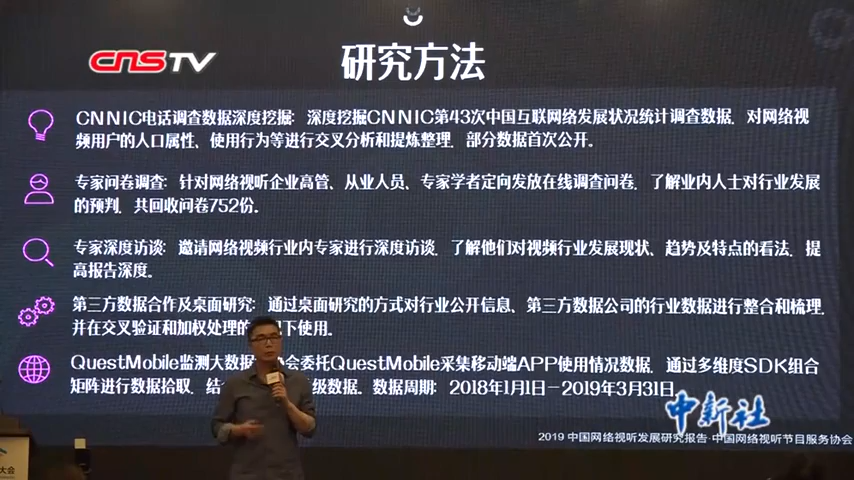 CNSTV
研究方法
CNNIC电话调查数据深度挖掘：深度挖掘CNNIC第43次中国互联网络发展状况统计调查数据，对网络视
频用户的人口属性、使用行为等进行交叉分析和提炼整理，部分数据首次公开。
专家问卷调查：针对网络视听企业高管、从业人员、专家学者定向发放在线调查问卷，了解业内人士对行业发展
的预判，共回收问卷752份。
专家深度访谈：邀请网络视频行业内专家进行深度访谈，了解他们对视频行业发展现状、趋势及特点的看法，提
高报告深度。
第三方数据合作及桌面研究：通过桌面研究的方式对行业公开信息、第三方数据公司的行业数据进行整合和梳理，
并在交叉验证和加权处理的 下使用。
QuestMobile监测大数据 会委托QuestMobile采集移动端APP使用情况数据，通过多维度SDK组合
矩阵进行数据拾取，结 级数据。数据周期：2018年1月1日－2019年3月31日。
中新社
2019 中国网络视听发展研究报告·中国网络视听节目服务协会
大会